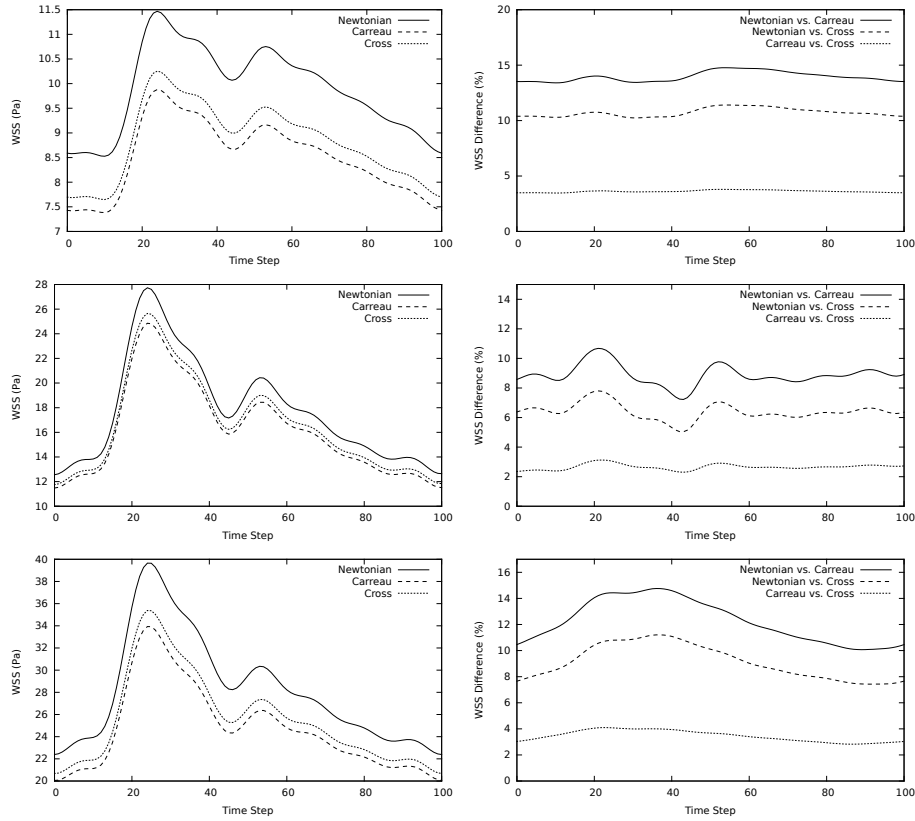 11.5
11
10.5
10
9.5
9
8.5
8
7.5
7
WSS (Pa)
0 20 40 60 80 100
Time Step
Newtonian
Carreau
Cross
20
15
10
5
0
WSS Difference (%)
0 20 40 60 80 100
Time Step
Newtonian vs. Carreau
Newtonian vs. Cross
Carreau vs. Cross
28
26
24
22
20
18
16
14
12
10
WSS (Pa)
0 20 40 60 80 100
Time Step
Newtonian
Carreau
Cross
14
12
10
8
6
4
2
0
WSS Difference (%)
0 20 40 60 80 100
Time Step
Newtonian vs. Carreau
Newtonian vs. Cross
Carreau vs. Cross
40
38
36
34
32
30
28
26
24
22
20
WSS (Pa)
0 20 40 60 80 100
Time Step
Newtonian
Carreau
Cross
16
14
12
10
8
6
4
2
0
WSS Difference (%)
0 20 40 60 80 100
Time Step
Newtonian vs. Carreau
Newtonian vs. Cross
Carreau vs. Cross